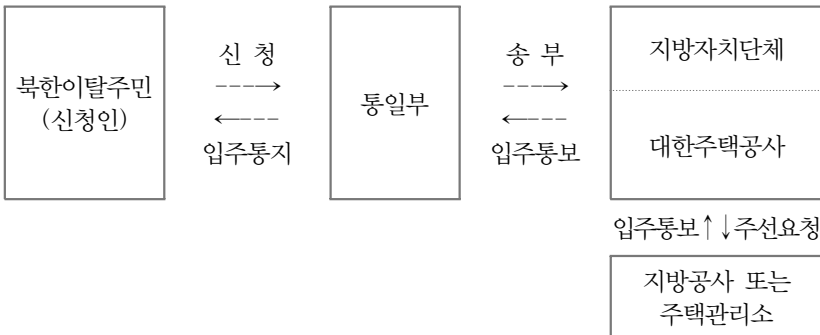 북한이탈주민
(신청인)
신 청
--->
<---
입주통지
통일부
송 부
--->
<---
입주통보
지방자치단체
대한주택공사
입주통보↑↓주선요청
지방공사 또는
주택관리소